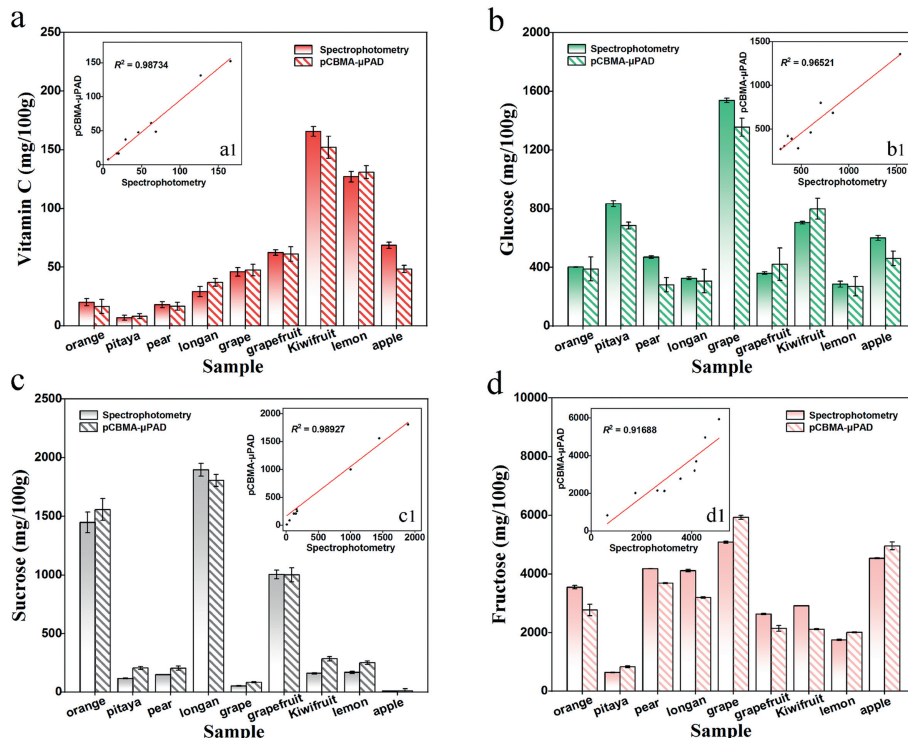 a
250
200
150
100
50
0
Vitamin C (mg/100g)
Spectrophotometry
pCBMA-μPAD
R² = 0.98734
150
100
50
0
0 50 100 150
pCBMA-μPAD
Spectrophotometry
a1
orange pitaya pear longan grape grapefruit Kiwifruit lemon apple
Sample
b
2000
1600
1200
800
400
0
Glucose (mg/100g)
Spectrophotometry
pCBMA-μPAD
R² = 0.96521
1500
1000
500
500 1000 1500
pCBMA-μPAD
Spectrophotometry
b1
orange pitaya pear longan grape grapefruit Kiwifruit lemon apple
Sample
c
2500
2000
1500
1000
500
0
Sucrose (mg/100g)
Spectrophotometry
pCBMA-μPAD
R² = 0.98927
2000
1500
1000
500
0
0 500 1000 1500 2000
pCBMA-μPAD
Spectrophotometry
c1
orange pitaya pear longan grape grapefruit Kiwifruit lemon apple
Sample
d
10000
8000
6000
4000
2000
0
Fructose (mg/100g)
Spectrophotometry
pCBMA-μPAD
R² = 0.91688
6000
4000
2000
0
2000 4000
pCBMA-μPAD
Spectrophotometry
d1
orange pitaya pear longan grape grapefruit Kiwifruit lemon apple
Sample